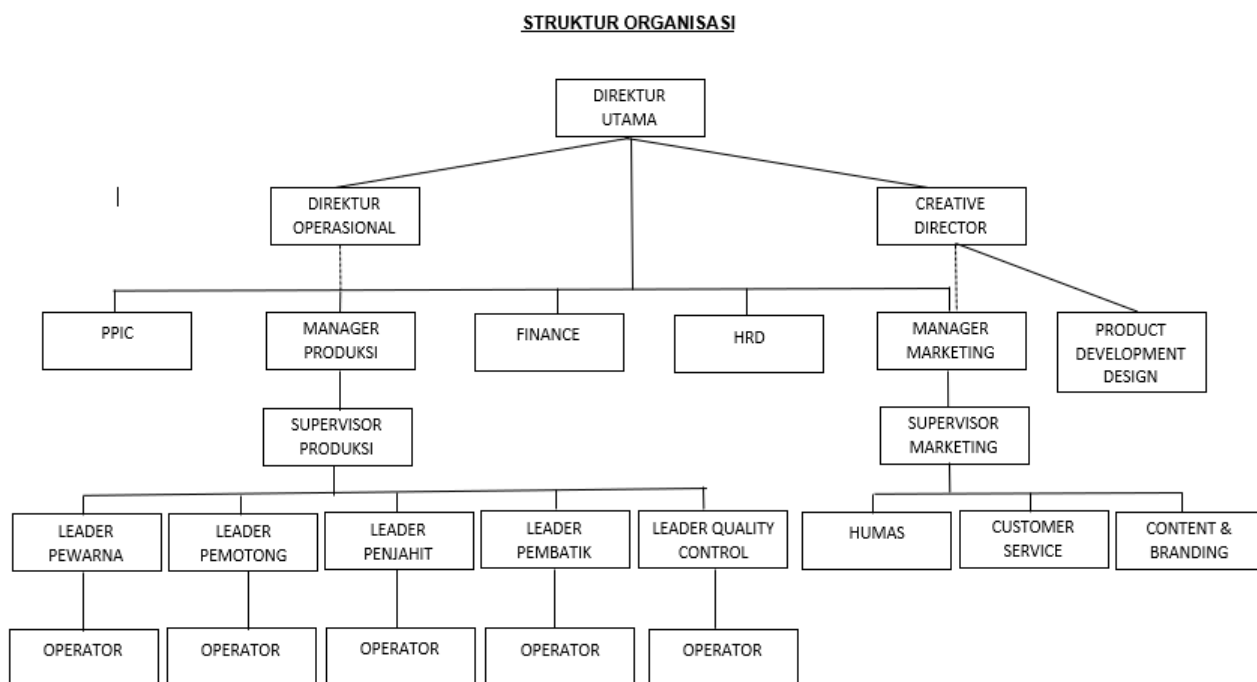 STRUKTUR ORGANISASI
DIREKTUR
UTAMA
DIREKTUR
OPERASIONAL
CREATIVE
DIRECTOR
PPIC
MANAGER
PRODUKSI
FINANCE
HRD
MANAGER
MARKETING
PRODUCT
DEVELOPMENT
DESIGN
SUPERVISOR
PRODUKSI
SUPERVISOR
MARKETING
LEADER
PEWARNA
LEADER
PEMOTONG
LEADER
PENJAHIT
LEADER
PEMBATIK
LEADER QUALITY
CONTROL
HUMAS
CUSTOMER
SERVICE
CONTENT &
BRANDING
OPERATOR
OPERATOR
OPERATOR
OPERATOR
OPERATOR